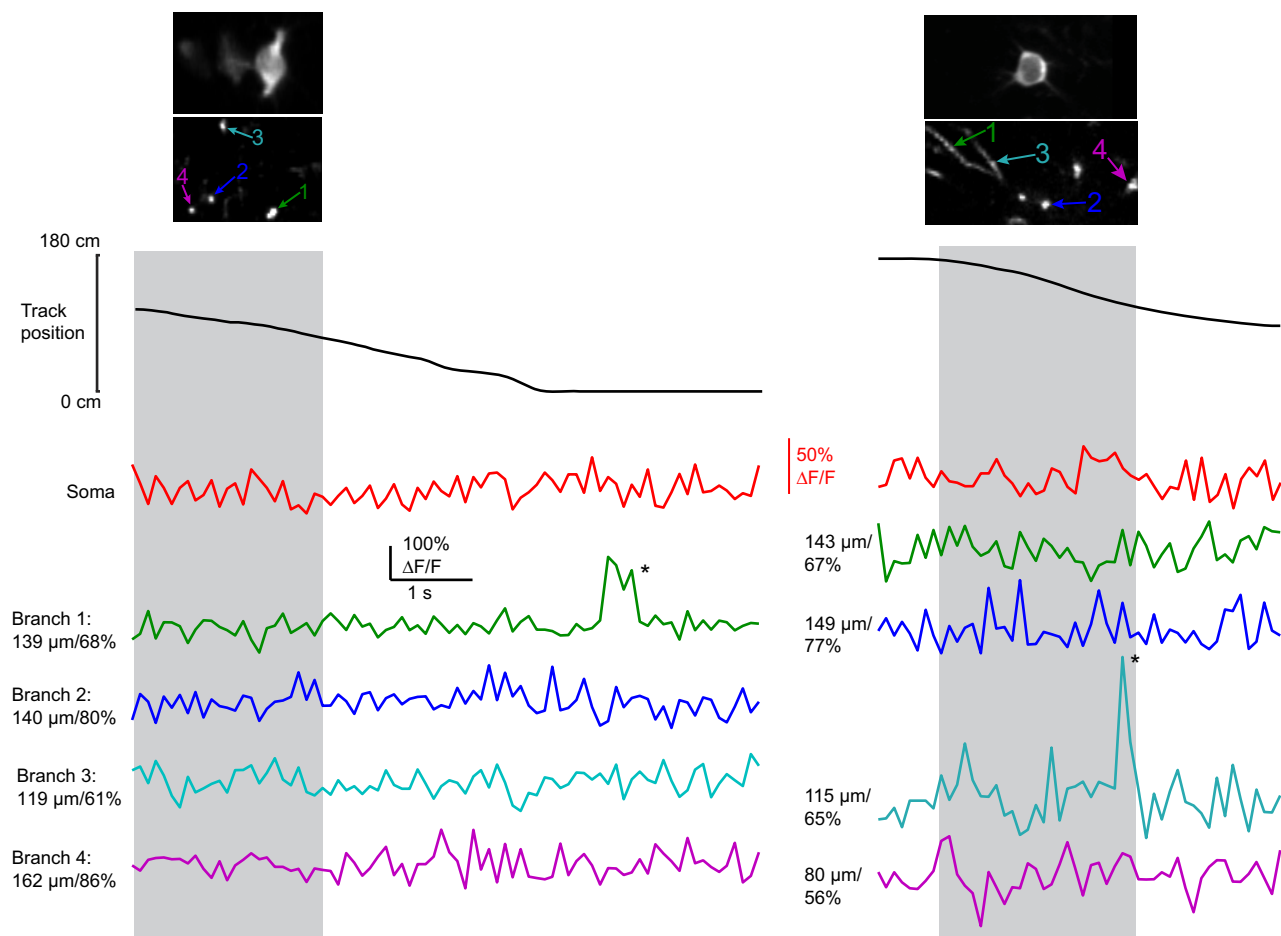 3
2
4
1
1
3
4
2
180 cm
Track
position
0 cm
Soma
50%
ΔF/F
100%
ΔF/F
1 s
*
Branch 1:
139 µm/68%
Branch 2:
140 µm/80%
Branch 3:
119 µm/61%
Branch 4:
162 µm/86%
143 µm/
67%
149 µm/
77%
*
115 µm/
65%
80 µm/
56%